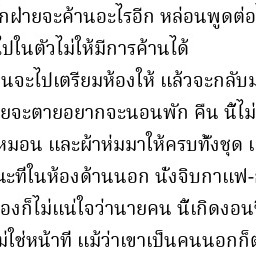 กฝ่ายจะค้านอะไรอีก หล่อนพูดต่อ
ปในตัวไม่ให้มีการค้านได้
นจะไปเตรียมห้องให้ แล้วจะกลับม
ยจะตายอยากจะนอนพัก คืน นี้ไม่
หมอน และผ้าห่มมาให้ครบทั้งชุด
นะที่ในห้องด้านนอก นั่งจิบกาแฟ-
องก็ไม่แน่ใจว่านายคน นี้เกิดงอน
ม่ใช่หน้าที่ แม้ว่าเขาเป็นคนนอกก็ต